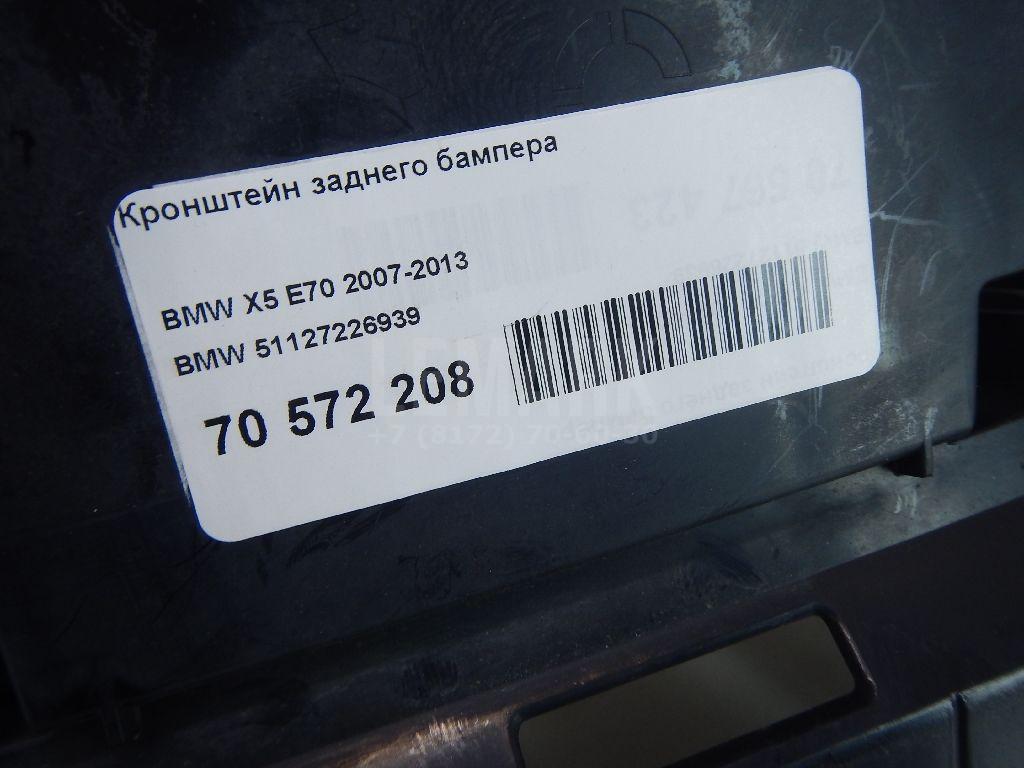 Кронштейн заднего бампера
BMW X5 E70 2007-2013
BMW 51127226939
70 572 208